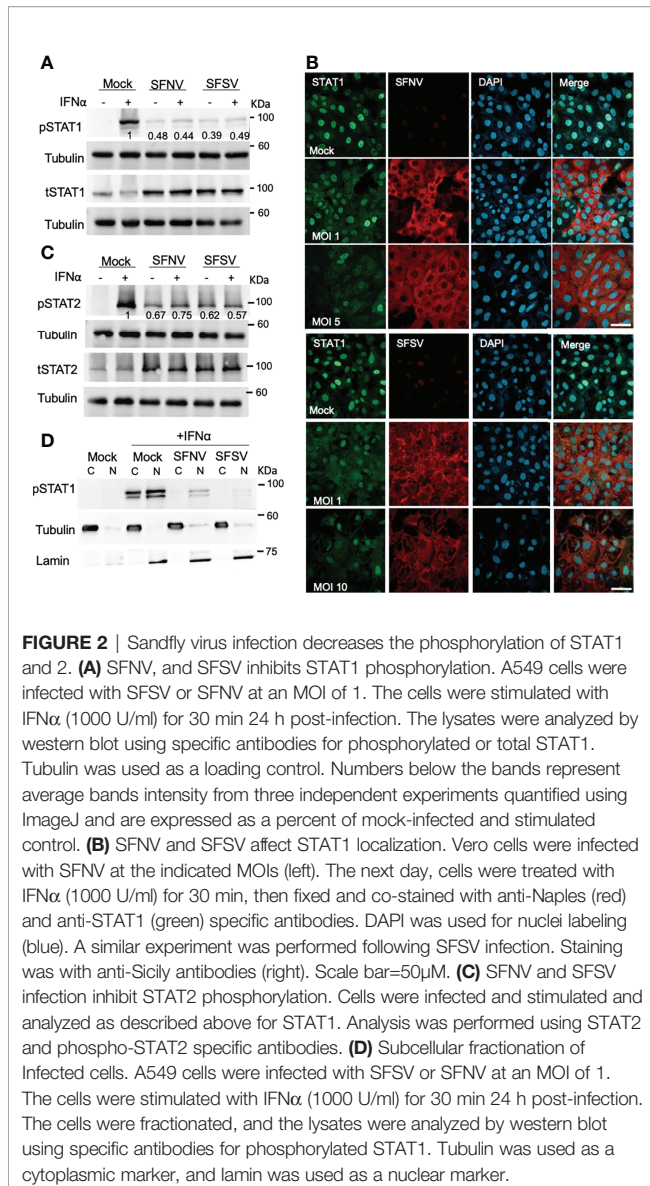 A
Mock SFNV SFSV
IFNα - + - + - + KDa
pSTAT1 100
1 0.48 0.44 0.39 0.49
Tubulin 60
tSTAT1 100
Tubulin 60
C
Mock SFNV SFSV
IFNα - + - + - + KDa
pSTAT2 100
1 0.67 0.75 0.62 0.57
Tubulin 60
tSTAT2 100
Tubulin 60
D
+IFNα
Mock Mock SFNV SFSV
C N C N C N C N KDa
pSTAT1 100
Tubulin 60
Lamin 75
B
STAT1 SFNV DAPI Merge
Mock
MOI 1
MOI 5
STAT1 SFSV DAPI Merge
Mock
MOI 1
MOI 10
FIGURE 2 | Sandfly virus infection decreases the phosphorylation of STAT1
and 2. (A) SFNV, and SFSV inhibits STAT1 phosphorylation. A549 cells were
infected with SFSV or SFNV at an MOI of 1. The cells were stimulated with
IFNα (1000 U/ml) for 30 min 24 h post-infection. The lysates were analyzed by
western blot using specific antibodies for phosphorylated or total STAT1.
Tubulin was used as a loading control. Numbers below the bands represent
average bands intensity from three independent experiments quantified using
ImageJ and are expressed as a percent of mock-infected and stimulated
control. (B) SFNV and SFSV affect STAT1 localization. Vero cells were infected
with SFNV at the indicated MOIs (left). The next day, cells were treated with
IFNα (1000 U/ml) for 30 min, then fixed and co-stained with anti-Naples (red)
and anti-STAT1 (green) specific antibodies. DAPI was used for nuclei labeling
(blue). A similar experiment was performed following SFSV infection. Staining
was with anti-Sicily antibodies (right). Scale bar=50µM. (C) SFNV and SFSV
infection inhibit STAT2 phosphorylation. Cells were infected and stimulated and
analyzed as described above for STAT1. Analysis was performed using STAT2
and phospho-STAT2 specific antibodies. (D) Subcellular fractionation of
Infected cells. A549 cells were infected with SFSV or SFNV at an MOI of 1.
The cells were stimulated with IFNα (1000 U/ml) for 30 min 24 h post-infection.
The cells were fractionated, and the lysates were analyzed by western blot
using specific antibodies for phosphorylated STAT1. Tubulin was used as a
cytoplasmic marker, and lamin was used as a nuclear marker.